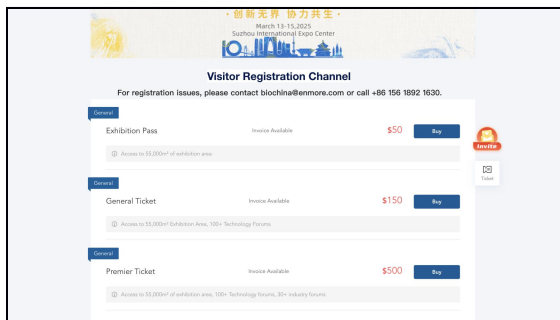 · 创新无界 协力共生 ·
March 13-15,2025
Suzhou International Expo Center
Visitor Registration Channel
For registration issues, please contact biochina@enmore.com or call +86 156 1892 1630.
General
Exhibition Pass
Invoice Available
$50
Buy
Access to 55,000m² of exhibition area
Invite
Ticket
General
General Ticket
Invoice Available
$150
Buy
Access to 55,000m² Exhibition Area, 100+ Technology Forums
General
Premier Ticket
Invoice Available
$500
Buy
Access to 55,000m² of exhibition area, 100+ Technology forums, 30+ industry forums.